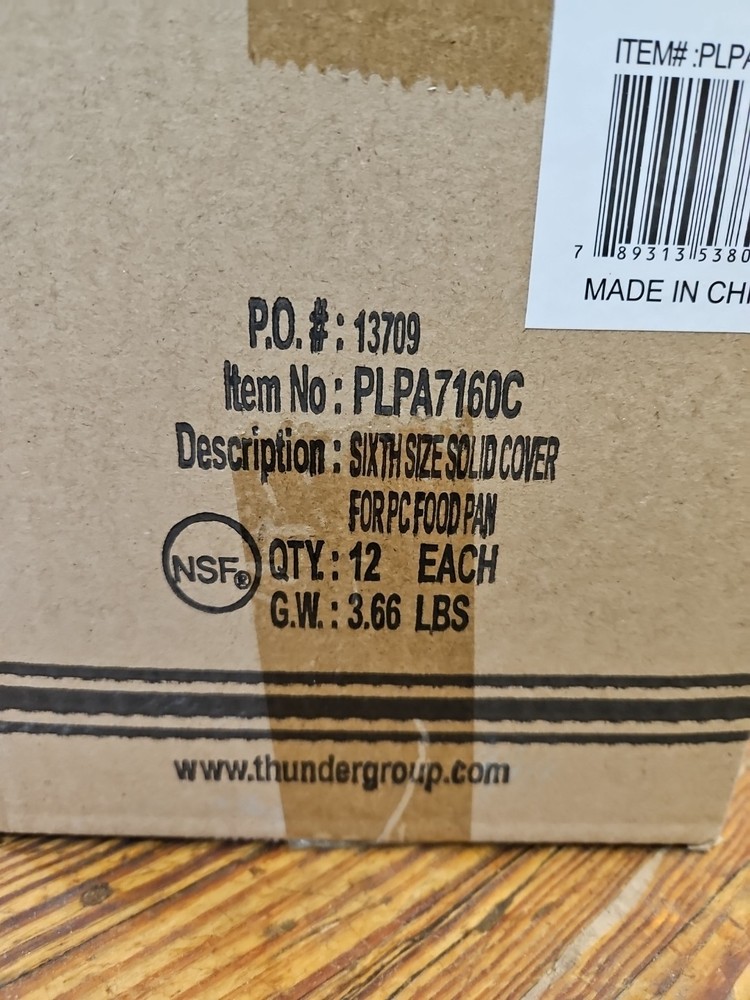 ITEM# :PLPA
7 89313 5380
MADE IN CHI
P.O. # : 13709
Item No : PLPA7160C
Description : SIXTH SIZE SOLID COVER
FOR PC FOOD PAN
NSF® QTY. : 12 EACH
G.W. : 3.66 LBS
www.thundergroup.com